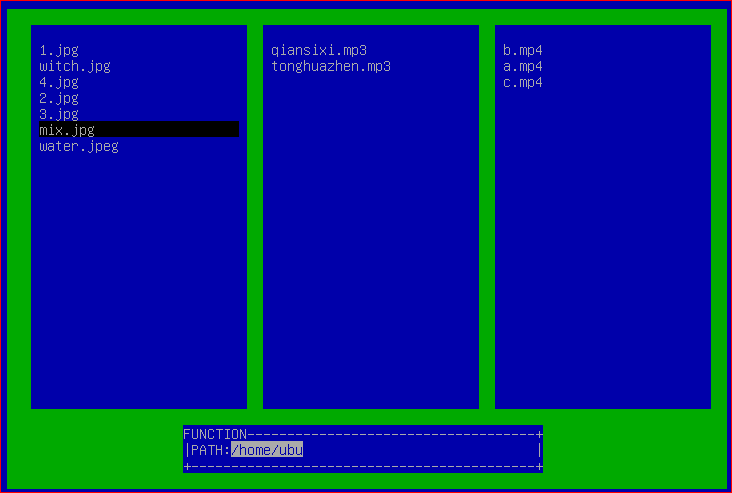 1.jpg
witch.jpg
4.jpg
2.jpg
3.jpg
mix.jpg
water.jpeg
qiansixi.mp3
tonghuazhen.mp3
b.mp4
a.mp4
c.mp4
FUNCTION------------------------------------+
|PATH:/home/ubu                             |
+-------------------------------------------+